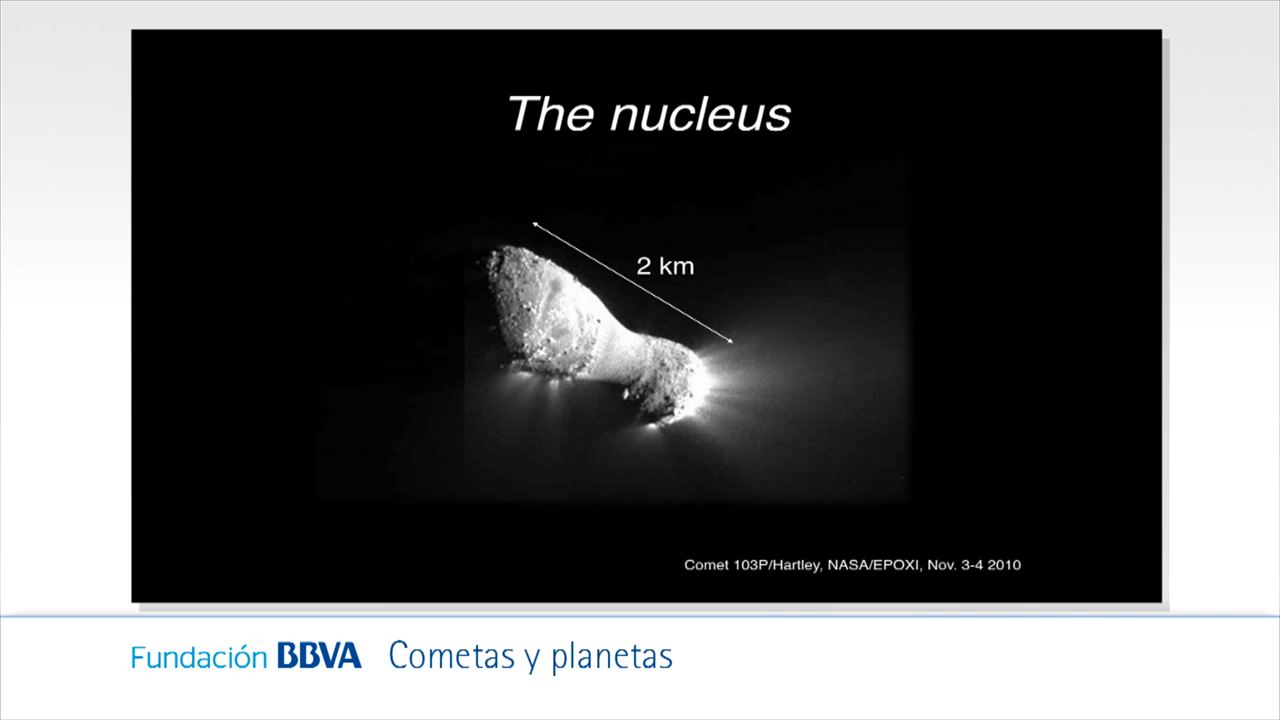 The nucleus
2 km
Comet 103P/Hartley, NASA/EPOXI, Nov. 3-4 2010
Fundación BBVA Cometas y planetas